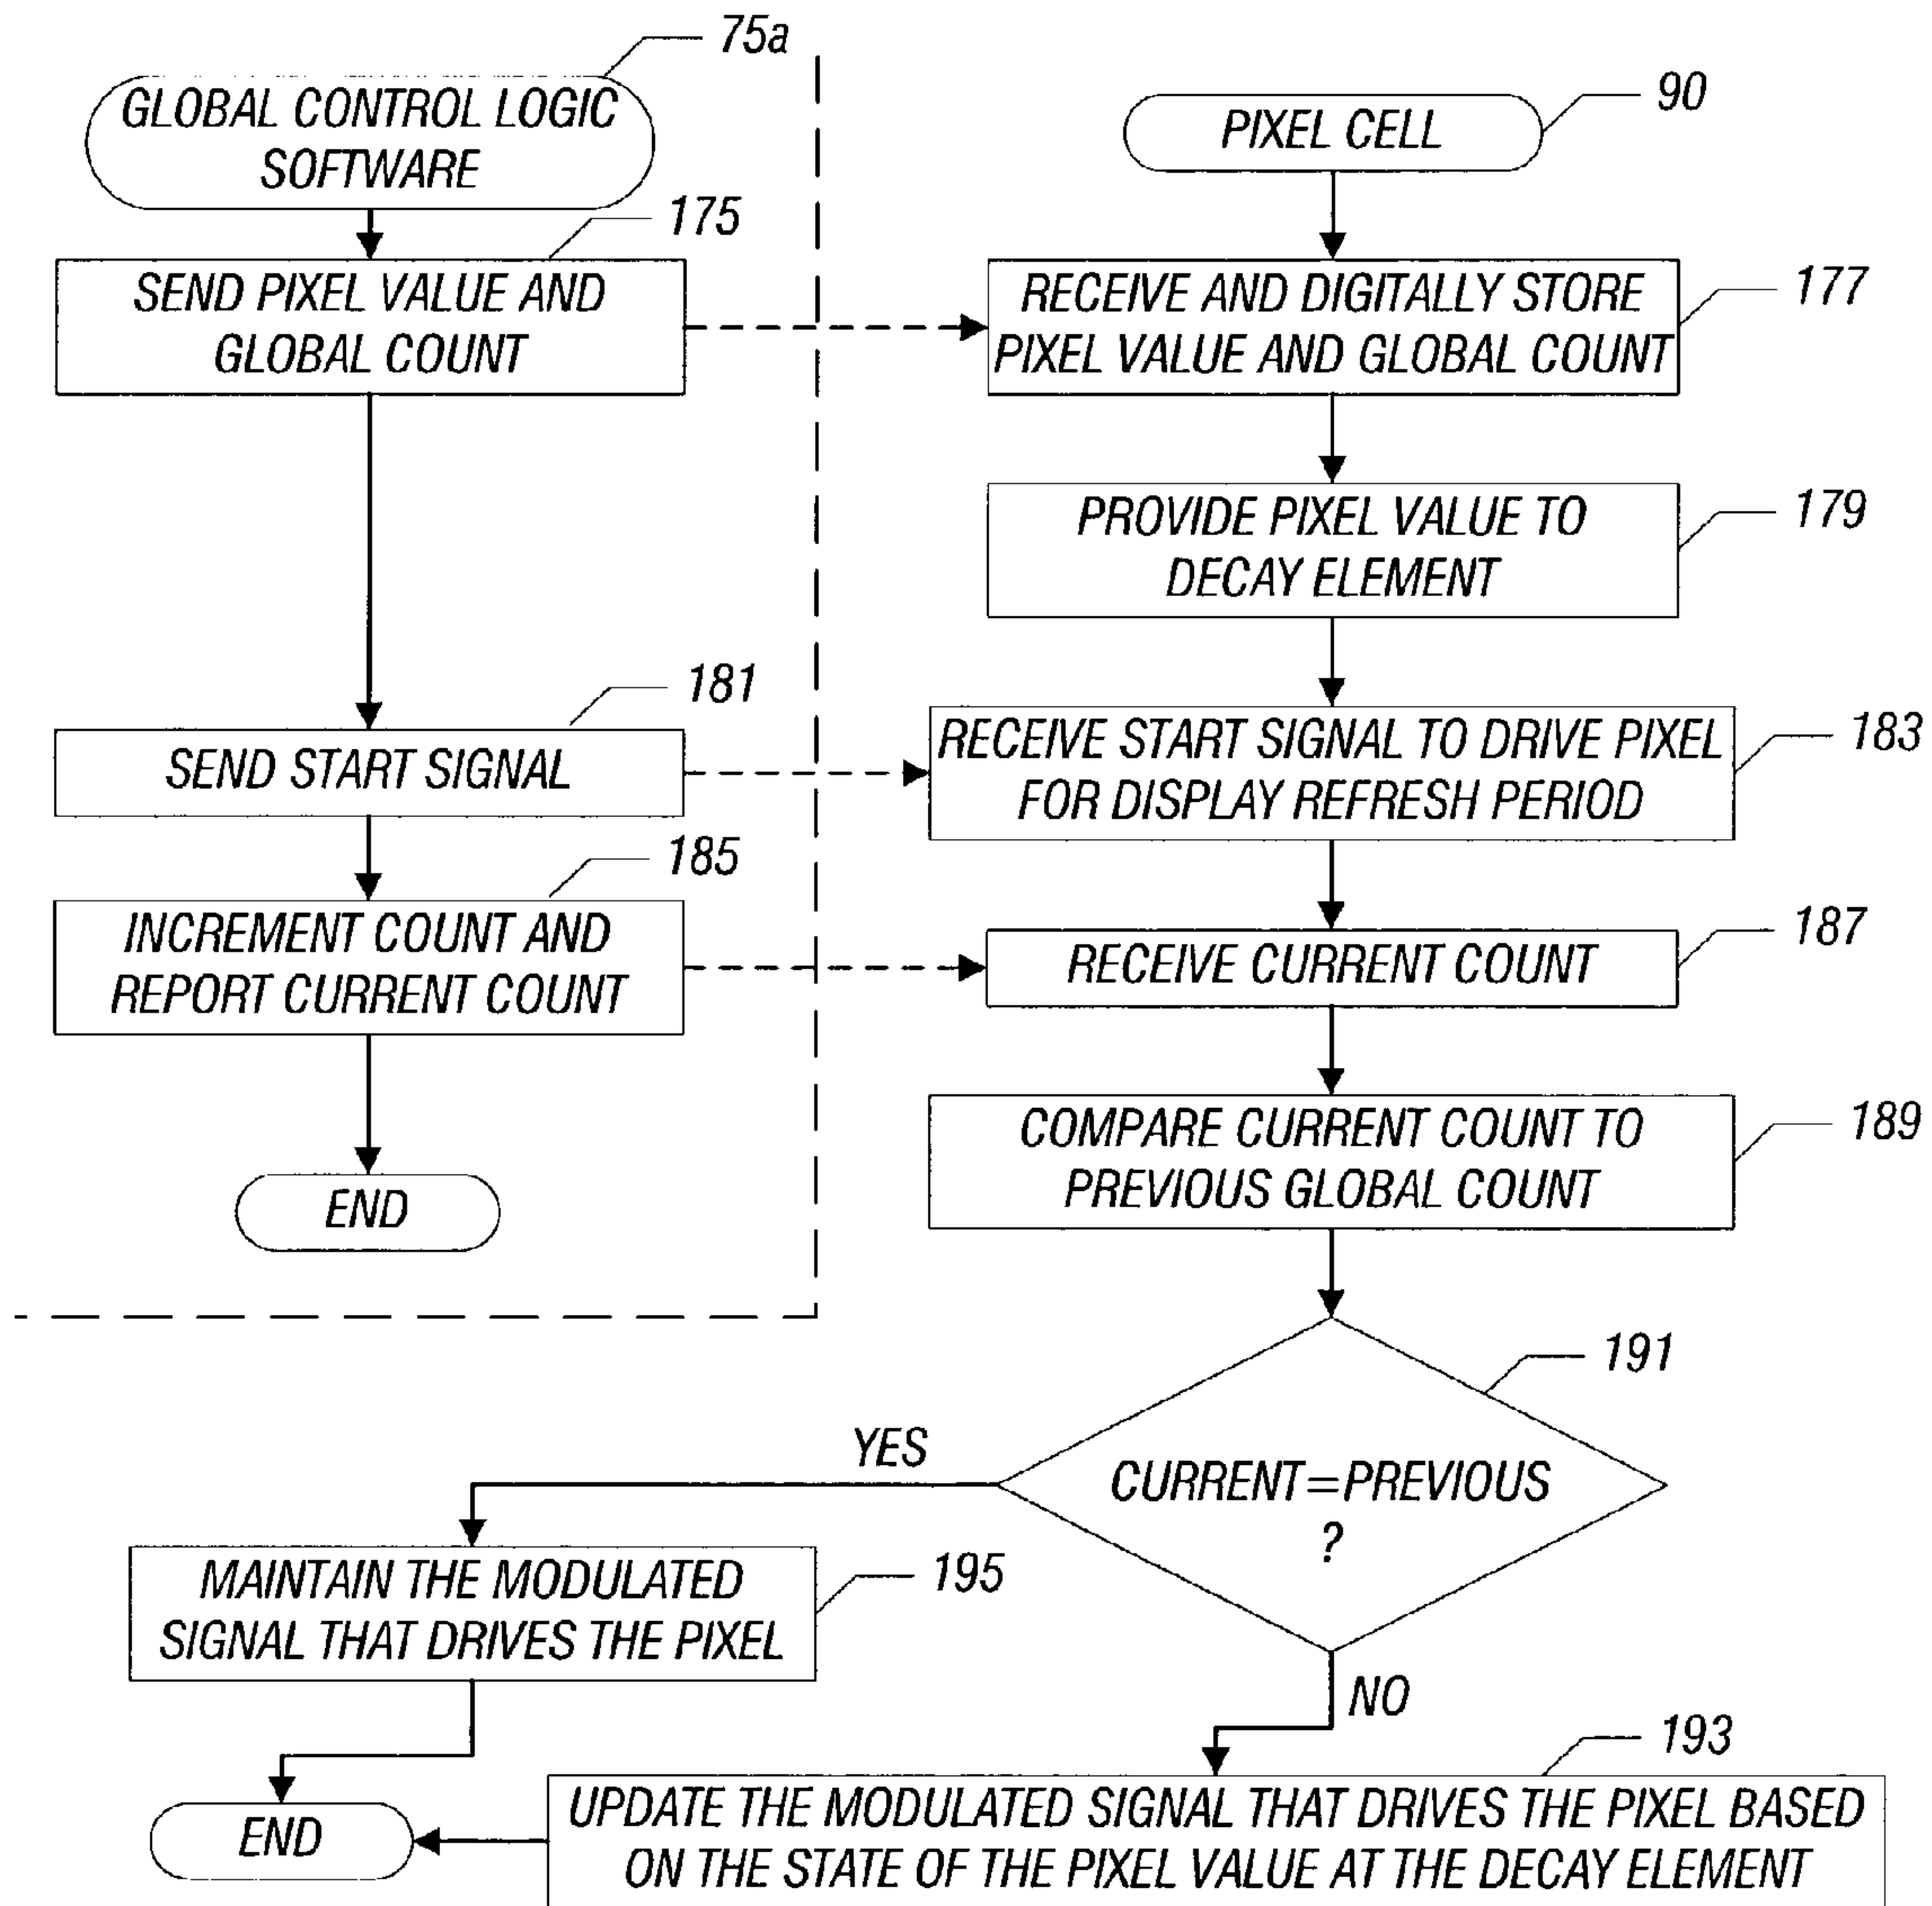 75a
GLOBAL CONTROL LOGIC
SOFTWARE
175
SEND PIXEL VALUE AND
GLOBAL COUNT
181
SEND START SIGNAL
185
INCREMENT COUNT AND
REPORT CURRENT COUNT
END
90
PIXEL CELL
177
RECEIVE AND DIGITALLY STORE
PIXEL VALUE AND GLOBAL COUNT
179
PROVIDE PIXEL VALUE TO
DECAY ELEMENT
183
RECEIVE START SIGNAL TO DRIVE PIXEL
FOR DISPLAY REFRESH PERIOD
187
RECEIVE CURRENT COUNT
189
COMPARE CURRENT COUNT TO
PREVIOUS GLOBAL COUNT
191
CURRENT=PREVIOUS
?
YES
195
MAINTAIN THE MODULATED
SIGNAL THAT DRIVES THE PIXEL
NO
193
UPDATE THE MODULATED SIGNAL THAT DRIVES THE PIXEL BASED
ON THE STATE OF THE PIXEL VALUE AT THE DECAY ELEMENT
END